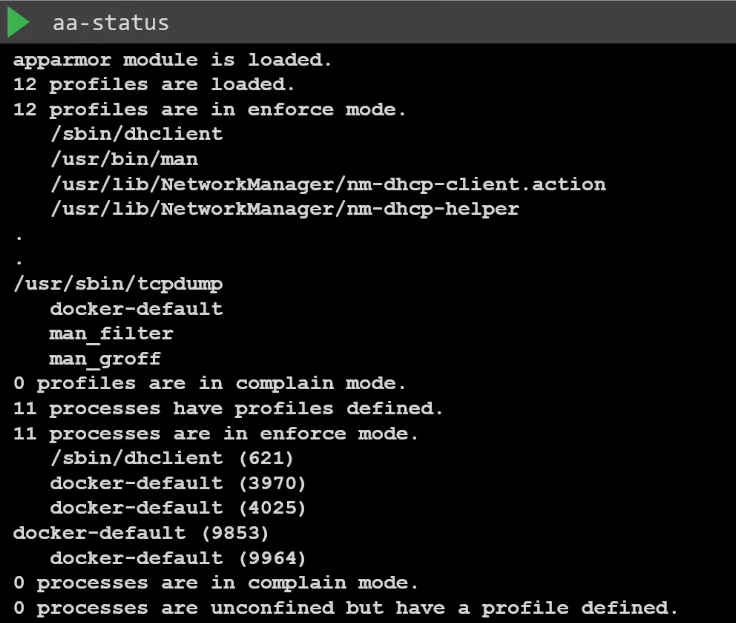 aa-status
apparmor module is loaded.
12 profiles are loaded.
12 profiles are in enforce mode.
/sbin/dhclient
/usr/bin/man
/usr/lib/NetworkManager/nm-dhcp-client.action
/usr/lib/NetworkManager/nm-dhcp-helper
.
.
/usr/sbin/tcpdump
docker-default
man_filter
man_groff
0 profiles are in complain mode.
11 processes have profiles defined.
11 processes are in enforce mode.
/sbin/dhclient (621)
docker-default (3970)
docker-default (4025)
docker-default (9853)
docker-default (9964)
0 processes are in complain mode.
0 processes are unconfined but have a profile defined.